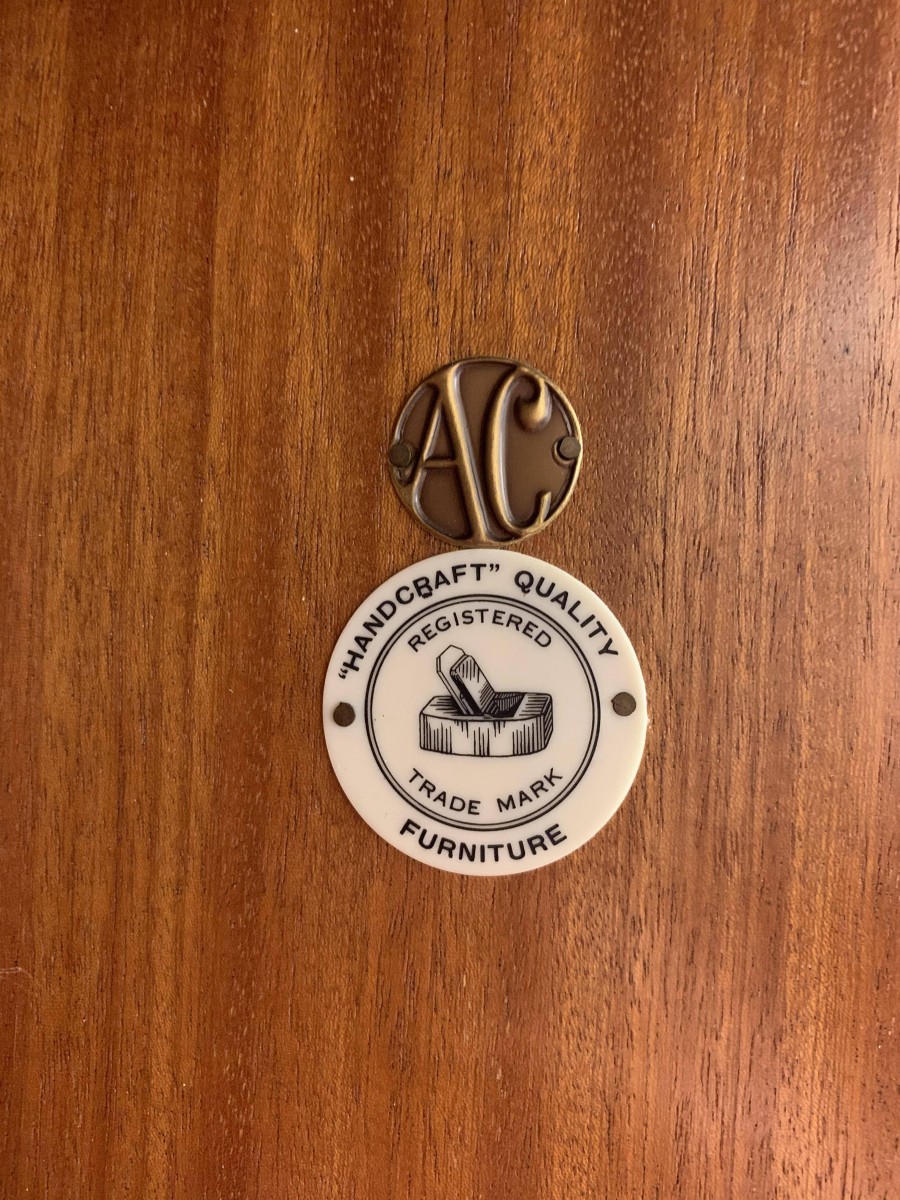 AC
“HANDCRAFT” QUALITY
REGISTERED
TRADE MARK
FURNITURE